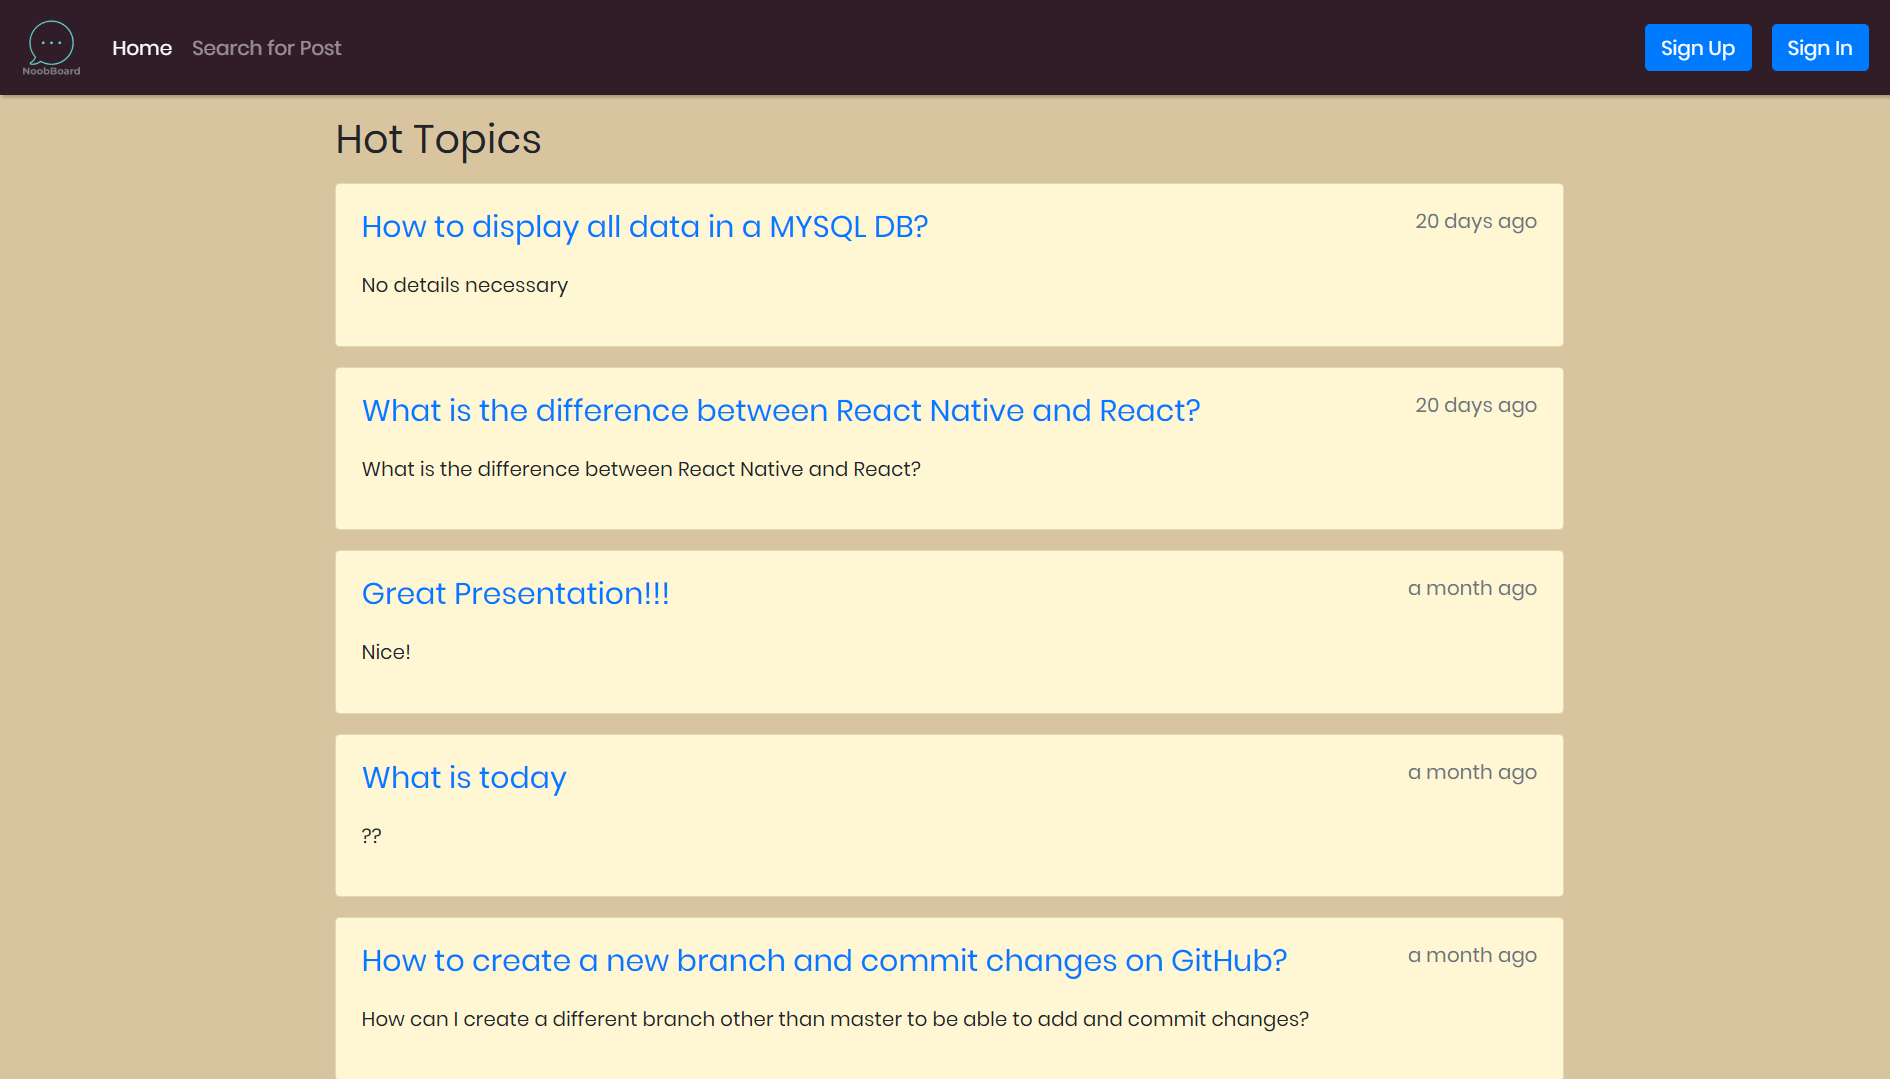 NoobBoard
Home
Search for Post
Sign Up
Sign In
Hot Topics
How to display all data in a MYSQL DB?
20 days ago
No details necessary
What is the difference between React Native and React?
20 days ago
What is the difference between React Native and React?
Great Presentation!!!
a month ago
Nice!
What is today
a month ago
??
How to create a new branch and commit changes on GitHub?
a month ago
How can I create a different branch other than master to be able to add and commit changes?